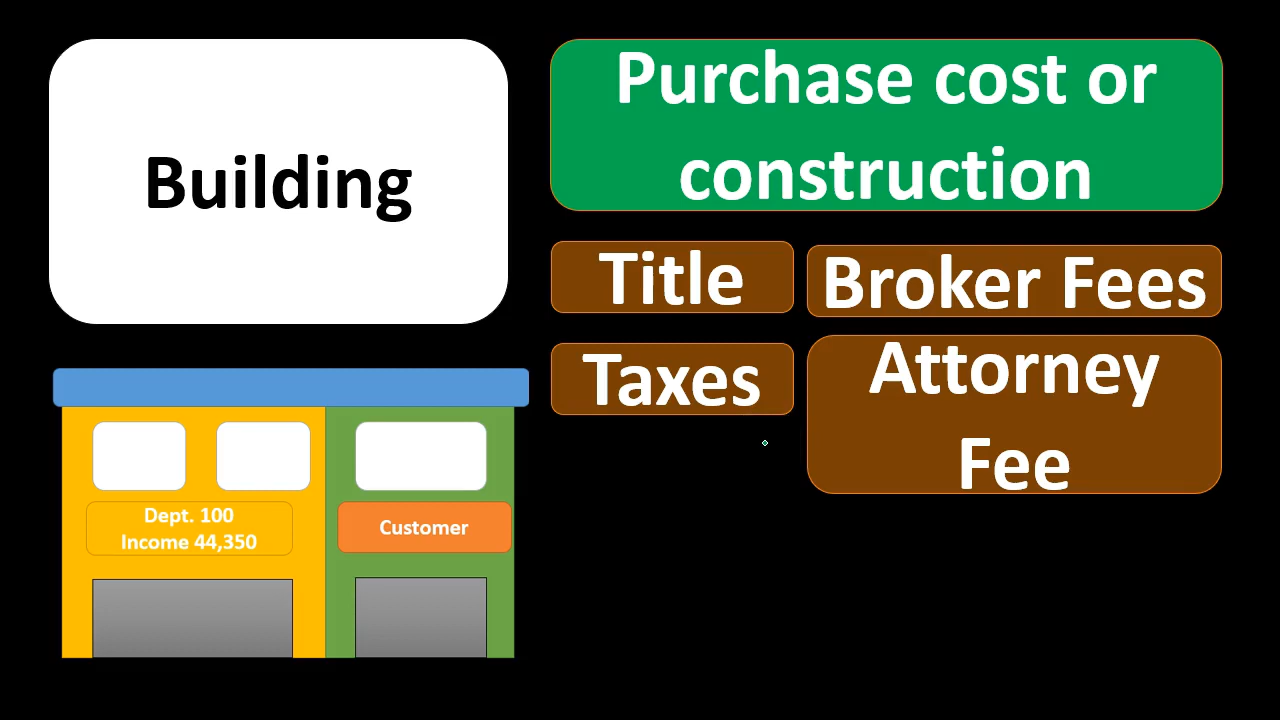 Building
Purchase cost or
construction
Title
Broker Fees
Taxes
Attorney
Fee
Dept. 100
Income 44,350
Customer